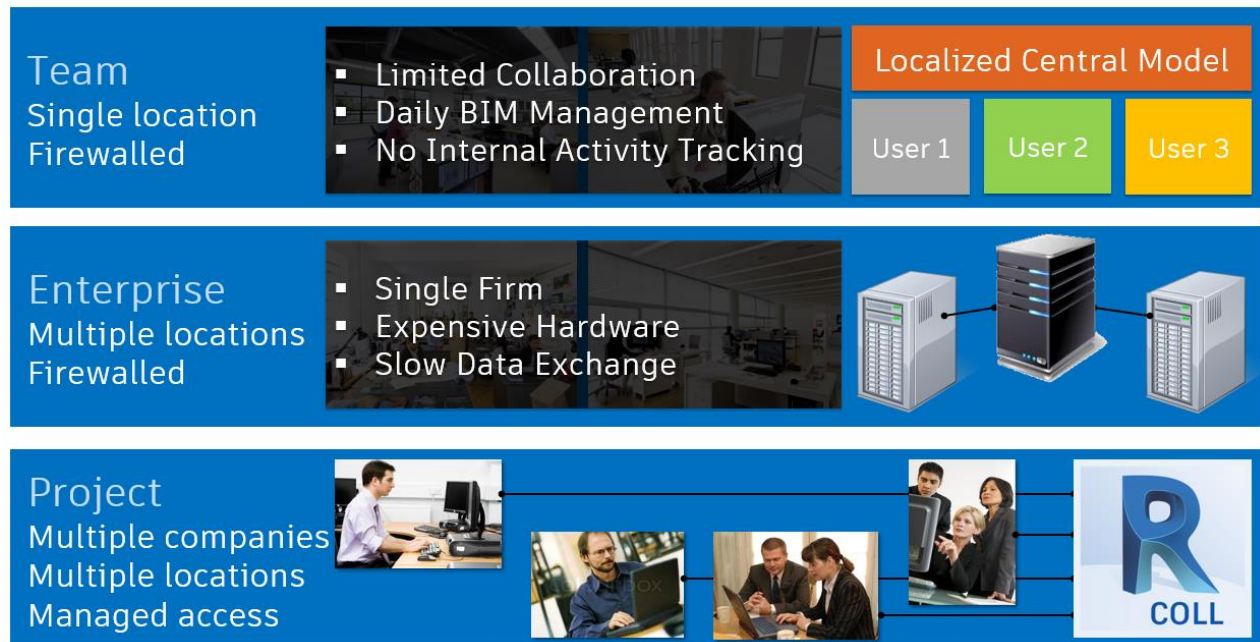 Team
Single location
Firewalled
▪ Limited Collaboration
▪ Daily BIM Management
▪ No Internal Activity Tracking
Localized Central Model
User 1
User 2
User 3
Enterprise
Multiple locations
Firewalled
▪ Single Firm
▪ Expensive Hardware
▪ Slow Data Exchange
Project
Multiple companies
Multiple locations
Managed access
R
COLL